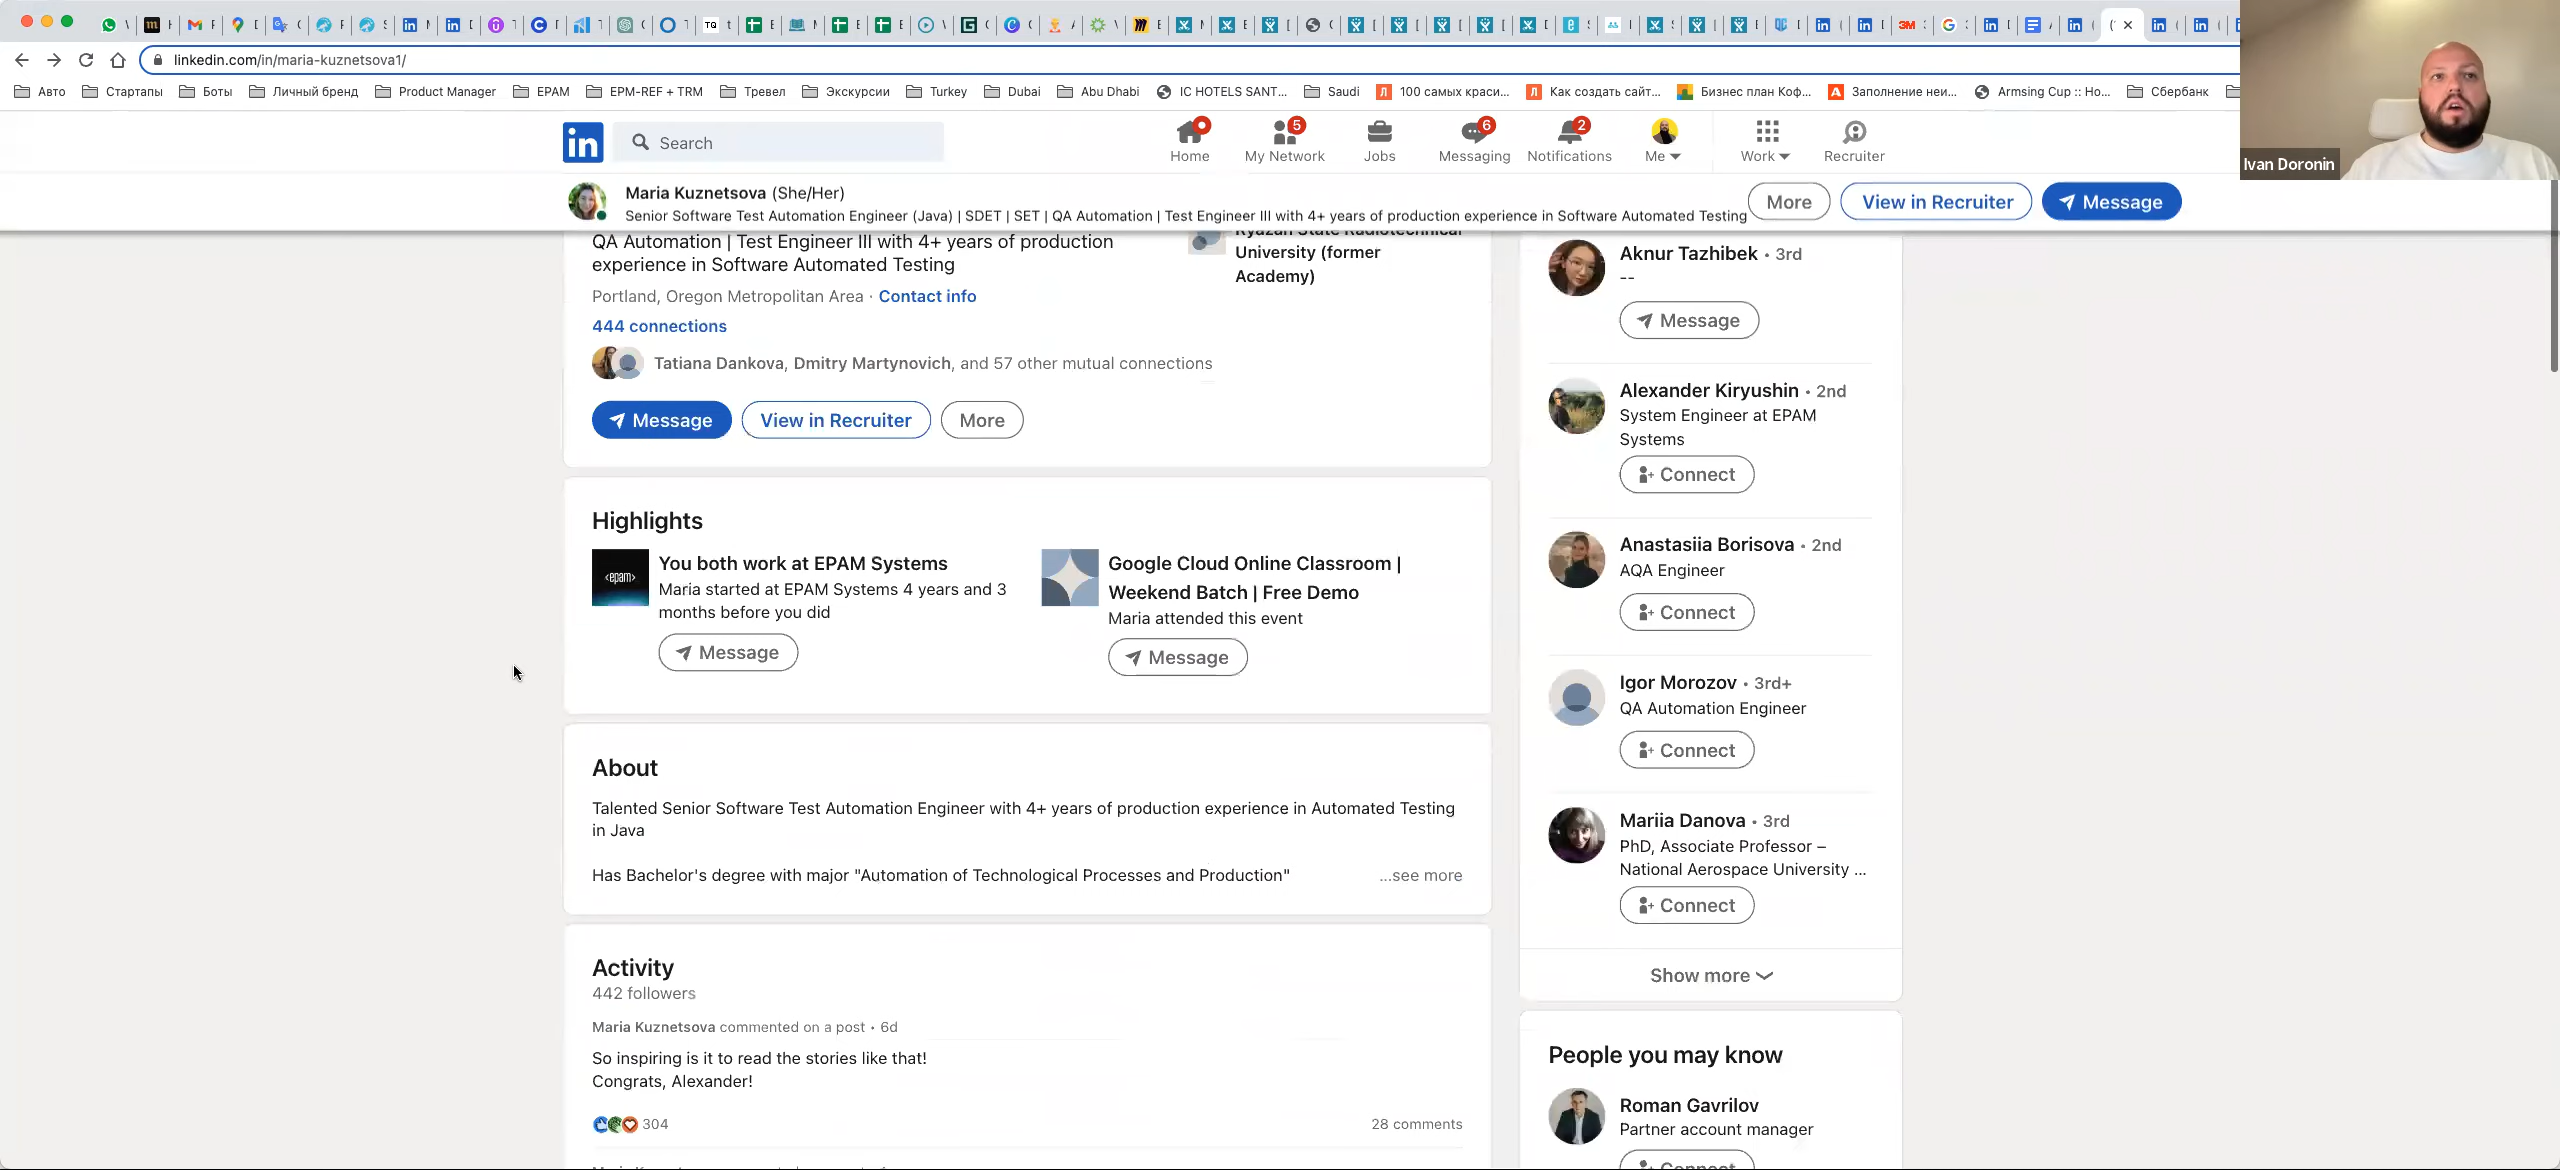 linkedin.com/in/maria-kuznetsova1/
Авто
Стартапы
Боты
Личный бренд
Product Manager
EPAM
EPM-REF + TRM
Тревел
Экскурсии
Turkey
Dubai
Abu Dhabi
IC HOTELS SANT...
Saudi
100 самых краси...
Как создать сайт...
Бизнес план Коф...
Заполнение неи...
Armsing Cup :: Ho...
Сбербанк
Ivan Doronin
in
Search
Home
5
My Network
Jobs
6
Messaging
2
Notifications
Me
Work
Recruiter
Maria Kuznetsova (She/Her)
Senior Software Test Automation Engineer (Java) | SDET | SET | QA Automation | Test Engineer III with 4+ years of production experience in Software Automated Testing
More
View in Recruiter
Message
QA Automation | Test Engineer III with 4+ years of production
experience in Software Automated Testing
Ryazan State Radiotechnical
University (former
Academy)
Portland, Oregon Metropolitan Area · Contact info
444 connections
Tatiana Dankova, Dmitry Martynovich, and 57 other mutual connections
Message
View in Recruiter
More
Highlights
<epam>
You both work at EPAM Systems
Maria started at EPAM Systems 4 years and 3
months before you did
Message
Google Cloud Online Classroom |
Weekend Batch | Free Demo
Maria attended this event
Message
About
Talented Senior Software Test Automation Engineer with 4+ years of production experience in Automated Testing
in Java
Has Bachelor's degree with major "Automation of Technological Processes and Production"
...see more
Activity
442 followers
Maria Kuznetsova commented on a post • 6d
So inspiring is it to read the stories like that!
Congrats, Alexander!
304
28 comments
Aknur Tazhibek • 3rd
--
Message
Alexander Kiryushin • 2nd
System Engineer at EPAM
Systems
Connect
Anastasiia Borisova • 2nd
AQA Engineer
Connect
Igor Morozov • 3rd+
QA Automation Engineer
Connect
Mariia Danova • 3rd
PhD, Associate Professor –
National Aerospace University ...
Connect
Show more
People you may know
Roman Gavrilov
Partner account manager
Connect